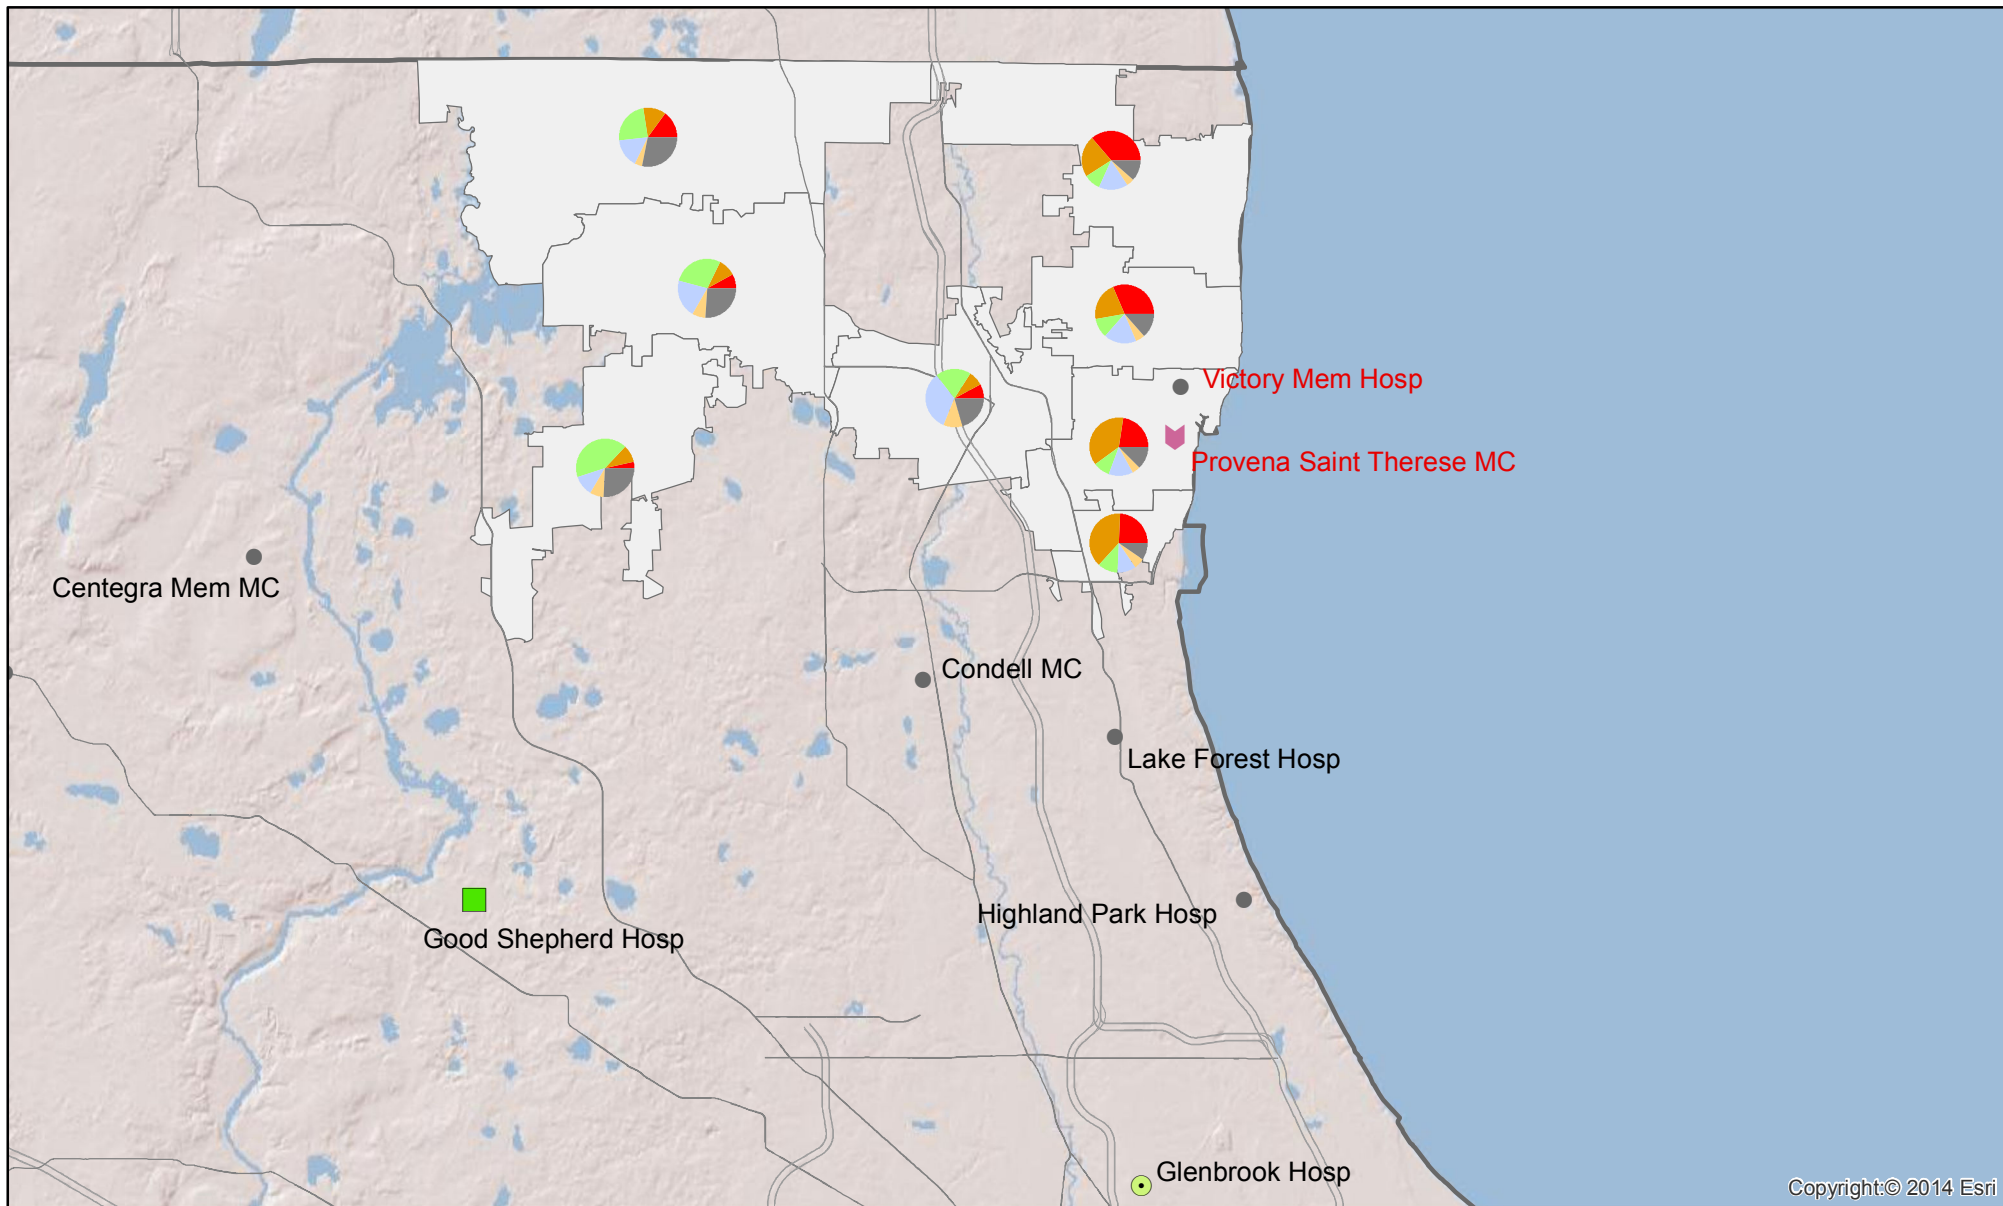 Victory Mem Hosp
Provena Saint Therese MC
Centegra Mem MC
Condell MC
Lake Forest Hosp
Highland Park Hosp
Good Shepherd Hosp
Glenbrook Hosp
Copyright:© 2014 Esri